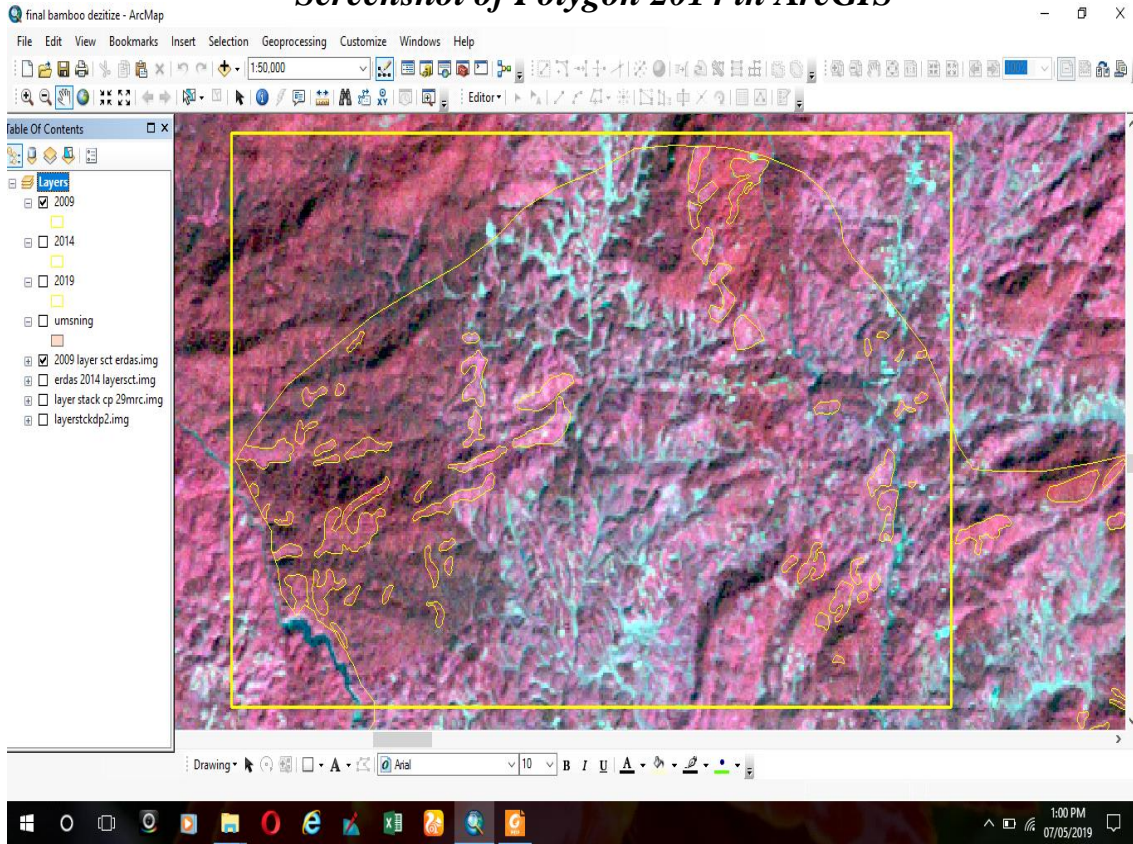 Screenshot of Polygon 2014 in ArcGIS
final bamboo dezitize - ArcMap
File Edit View Bookmarks Insert Selection Geoprocessing Customize Windows Help
1:50,000
Editor
Table Of Contents
Layers
2009
2014
2019
umsning
2009 layer sct erdas.img
erdas 2014 layersct.img
layer stack cp 29mrc.img
layerstckdp2.img
Drawing A Arial 10 B I U A
1:00 PM
07/05/2019